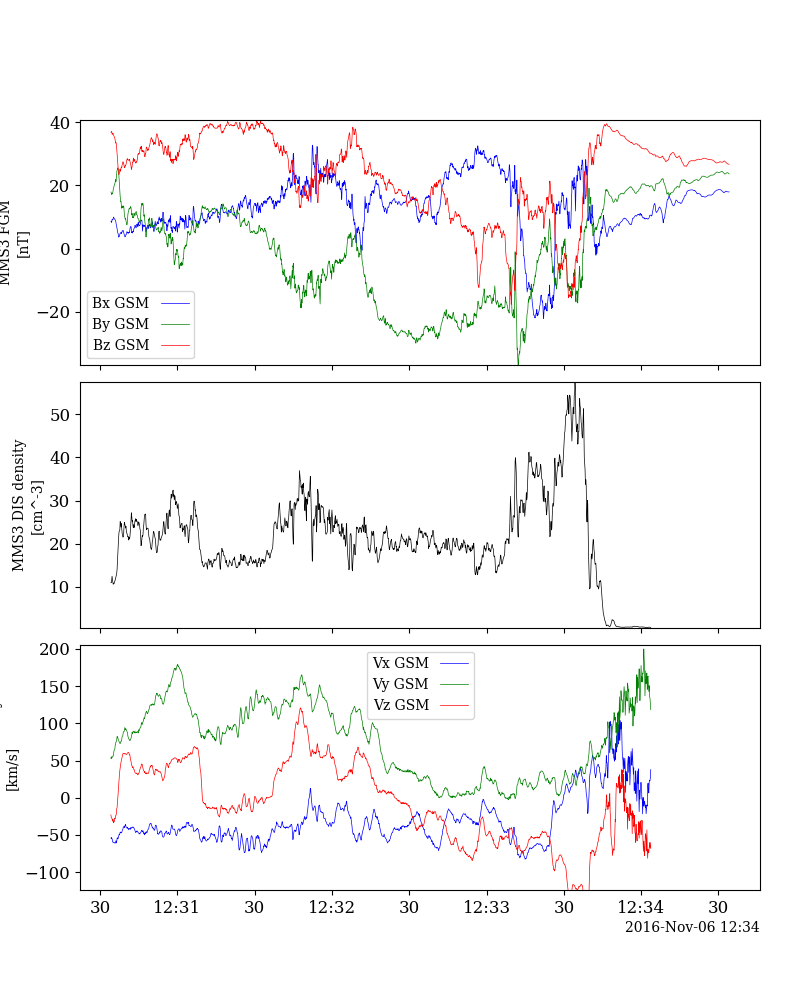 40
20
0
−20
MMS3 FGM
[nT]
Bx GSM
By GSM
Bz GSM
50
40
30
20
10
MMS3 DIS density
[cm^-3]
200
150
100
50
0
−50
−100
[km/s]
Vx GSM
Vy GSM
Vz GSM
30 12:31 30 12:32 30 12:33 30 12:34 30
2016-Nov-06 12:34